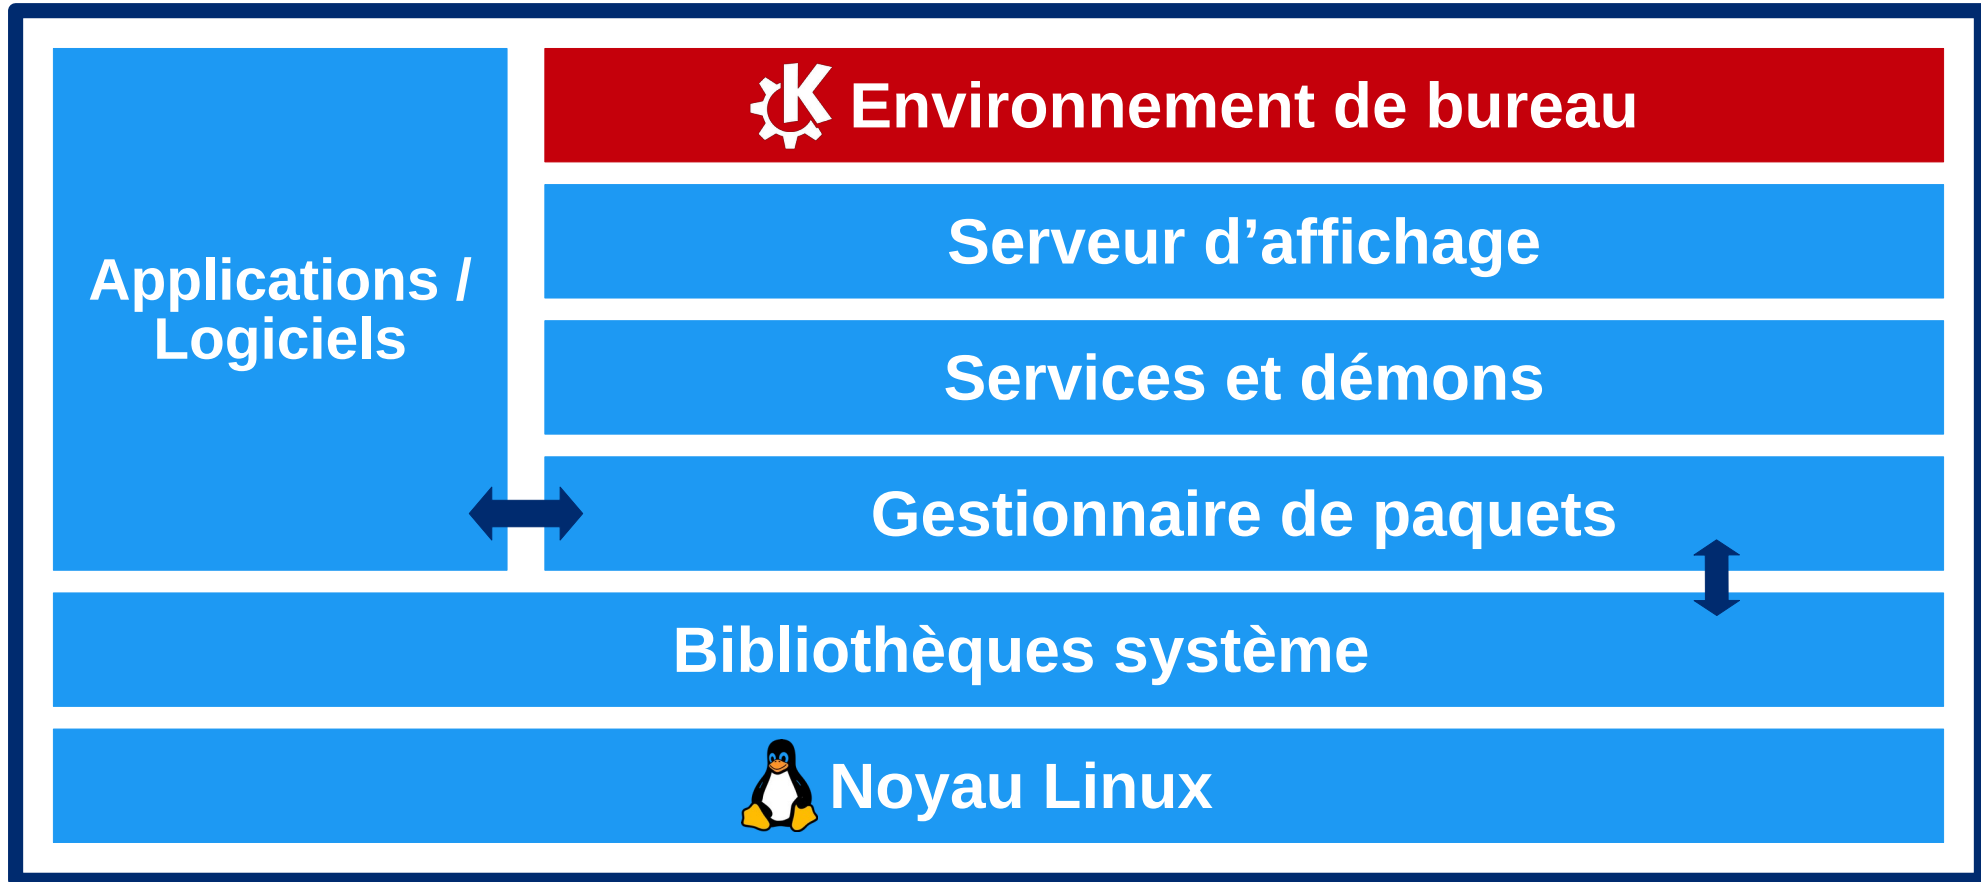 Applications /
Logiciels
Environnement de bureau
Serveur d’affichage
Services et démons
Gestionnaire de paquets
Bibliothèques système
Noyau Linux